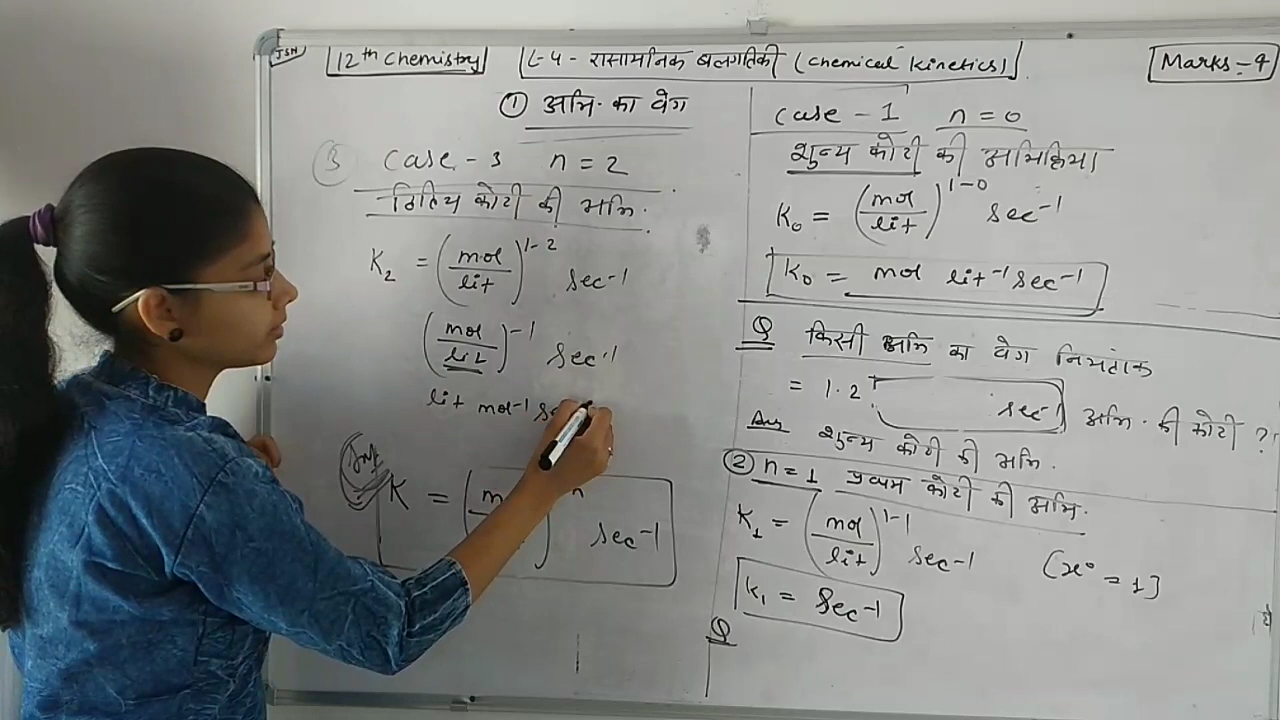 JSN
12th Chemistry
L-4 - रासायनिक बलगतिकी (Chemical Kinetics)
Marks - 4
① अभि. का वेग
③ Case - 3 n = 2
द्वितिय कोटी की अभि.
K₂ = (mol/lit)¹⁻² sec⁻¹
(mol/lit)⁻¹ sec⁻¹
lit mol⁻¹
Imp
K = sec⁻¹
Case - 1 n = 0
शुन्य कोटी की अभिक्रिया
K₀ = (mol/lit)¹⁻⁰ sec⁻¹
K₀ = mol lit⁻¹ sec⁻¹
Q किसी अभि का वेग नियतांक
= 1.2 sec⁻¹ अभि. की कोटी ?
Ans शुन्य कोटी की अभि.
② n = 1 प्रथम कोटी की अभि.
K₁ = (mol/lit)¹⁻¹ sec⁻¹ (x⁰ = 1)
K₁ = sec⁻¹
Q